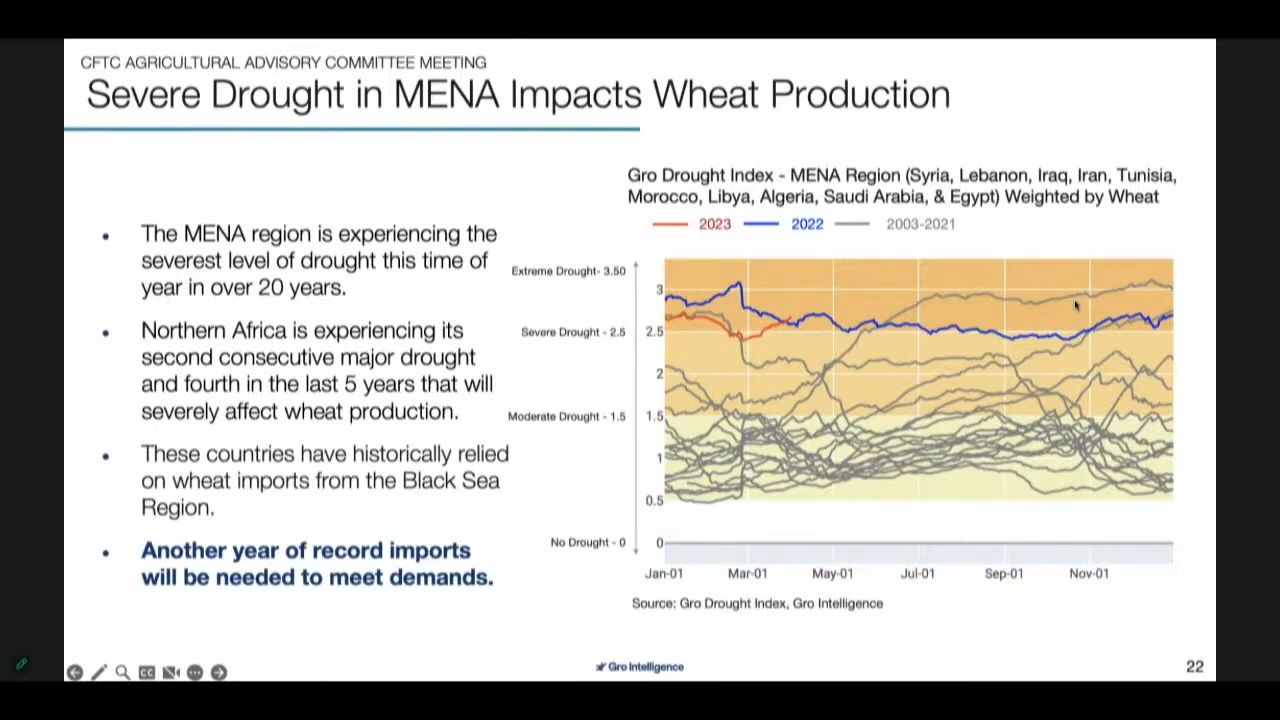 CFTC AGRICULTURAL ADVISORY COMMITTEE MEETING
Severe Drought in MENA Impacts Wheat Production
• The MENA region is experiencing the
severest level of drought this time of
year in over 20 years.
• Northern Africa is experiencing its
second consecutive major drought
and fourth in the last 5 years that will
severely affect wheat production.
• These countries have historically relied
on wheat imports from the Black Sea
Region.
• Another year of record imports
will be needed to meet demands.
Gro Drought Index - MENA Region (Syria, Lebanon, Iraq, Iran, Tunisia,
Morocco, Libya, Algeria, Saudi Arabia, & Egypt) Weighted by Wheat
2023 2022 2003-2021
Extreme Drought- 3.50
3
Severe Drought - 2.5 2.5
2
Moderate Drought - 1.5 1.5
1
0.5
No Drought - 0 0
Jan-01 Mar-01 May-01 Jul-01 Sep-01 Nov-01
Source: Gro Drought Index, Gro Intelligence
CC
Gro Intelligence
22